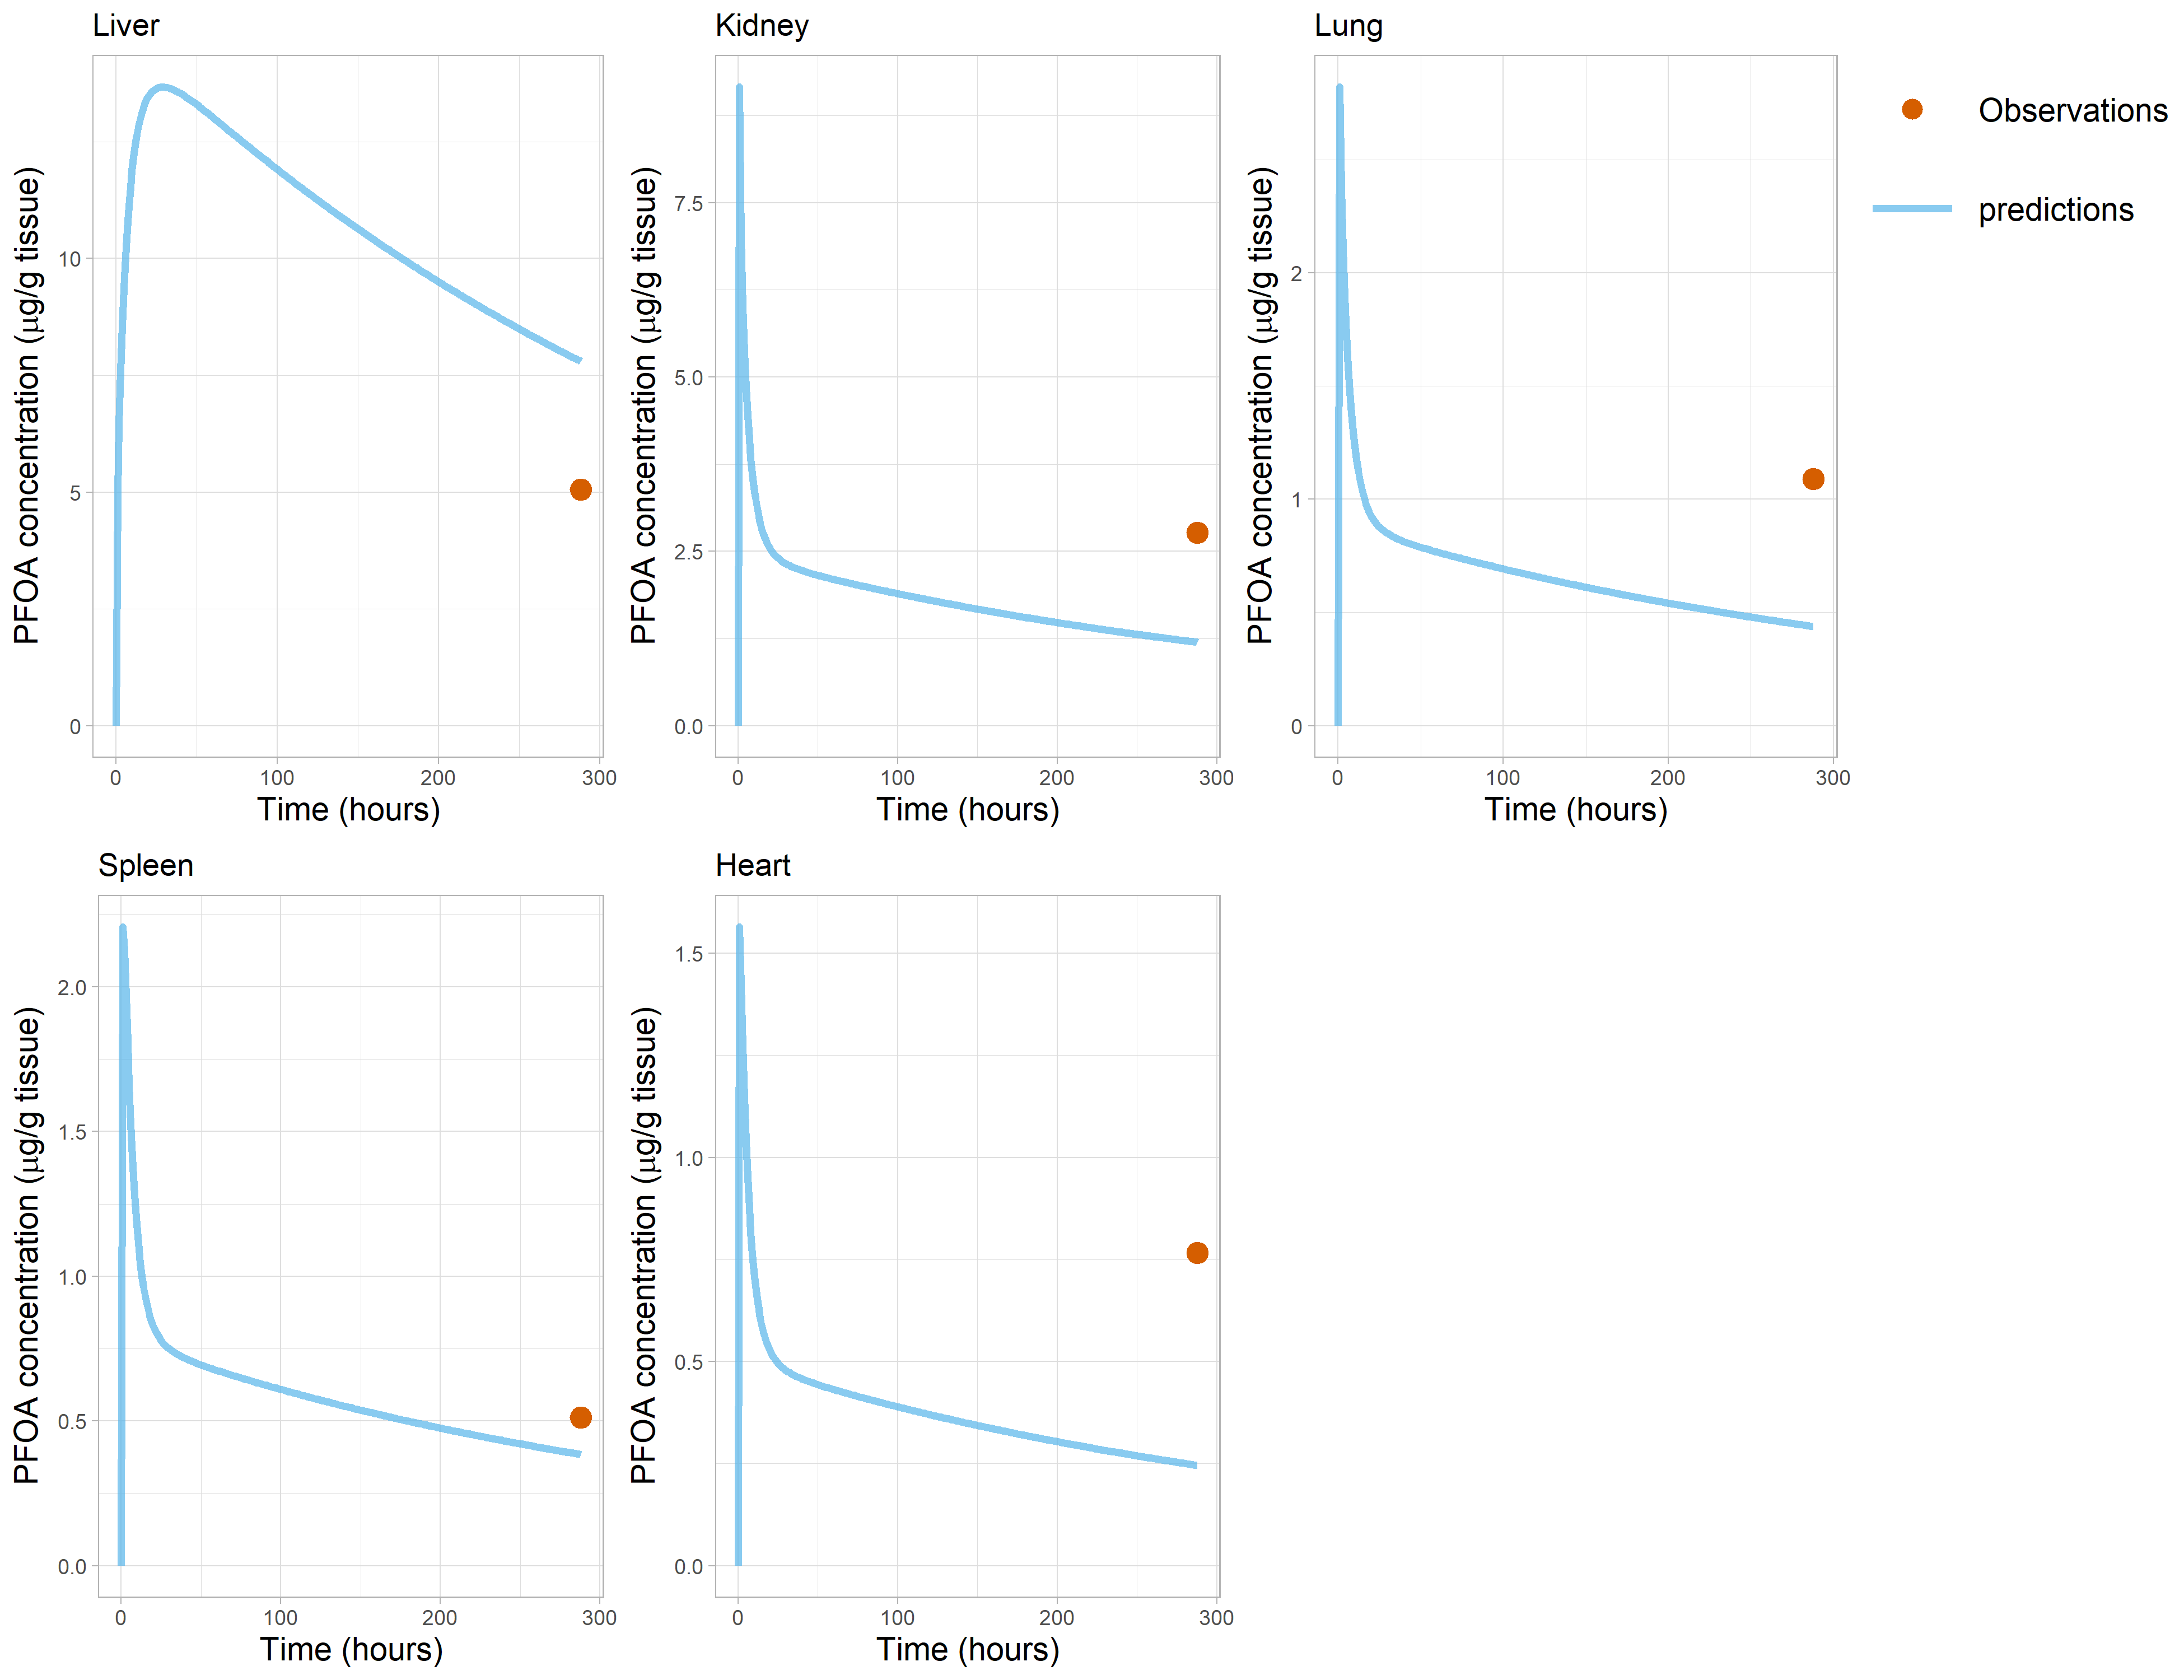 Liver
PFOA concentration (μg/g tissue)
10
5
0
0 100 200 300
Time (hours)
Kidney
PFOA concentration (μg/g tissue)
7.5
5.0
2.5
0.0
0 100 200 300
Time (hours)
Lung
PFOA concentration (μg/g tissue)
2
1
0
0 100 200 300
Time (hours)
Observations
predictions
Spleen
PFOA concentration (μg/g tissue)
2.0
1.5
1.0
0.5
0.0
0 100 200 300
Time (hours)
Heart
PFOA concentration (μg/g tissue)
1.5
1.0
0.5
0.0
0 100 200 300
Time (hours)